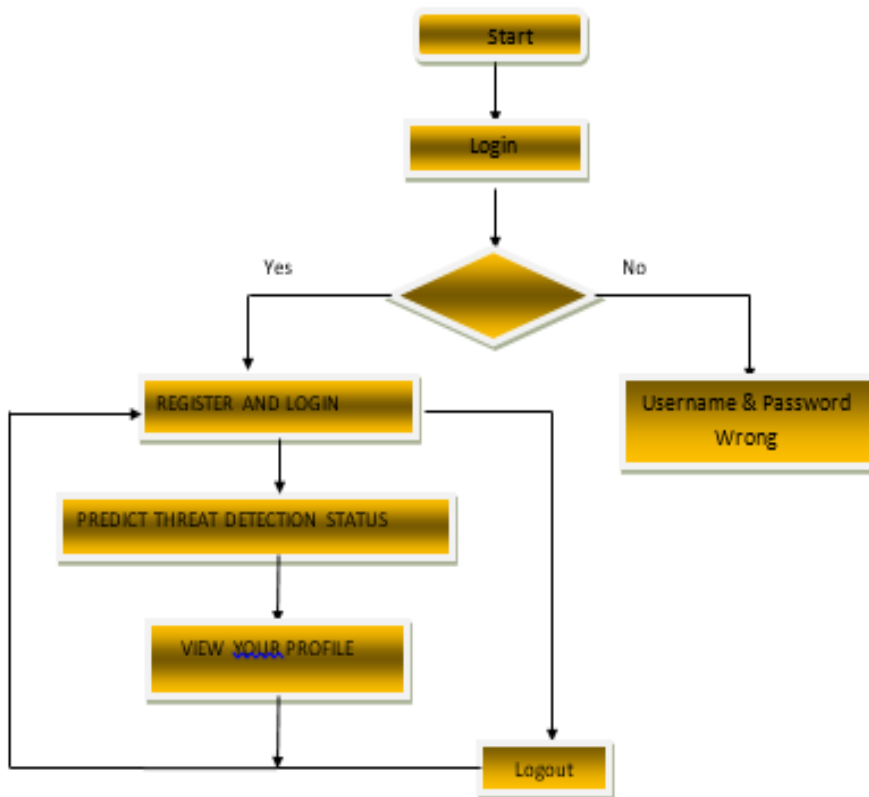 Start
Login
Yes
No
REGISTER AND LOGIN
Username & Password
Wrong
PREDICT THREAT DETECTION STATUS
VIEW YOUR PROFILE
Logout